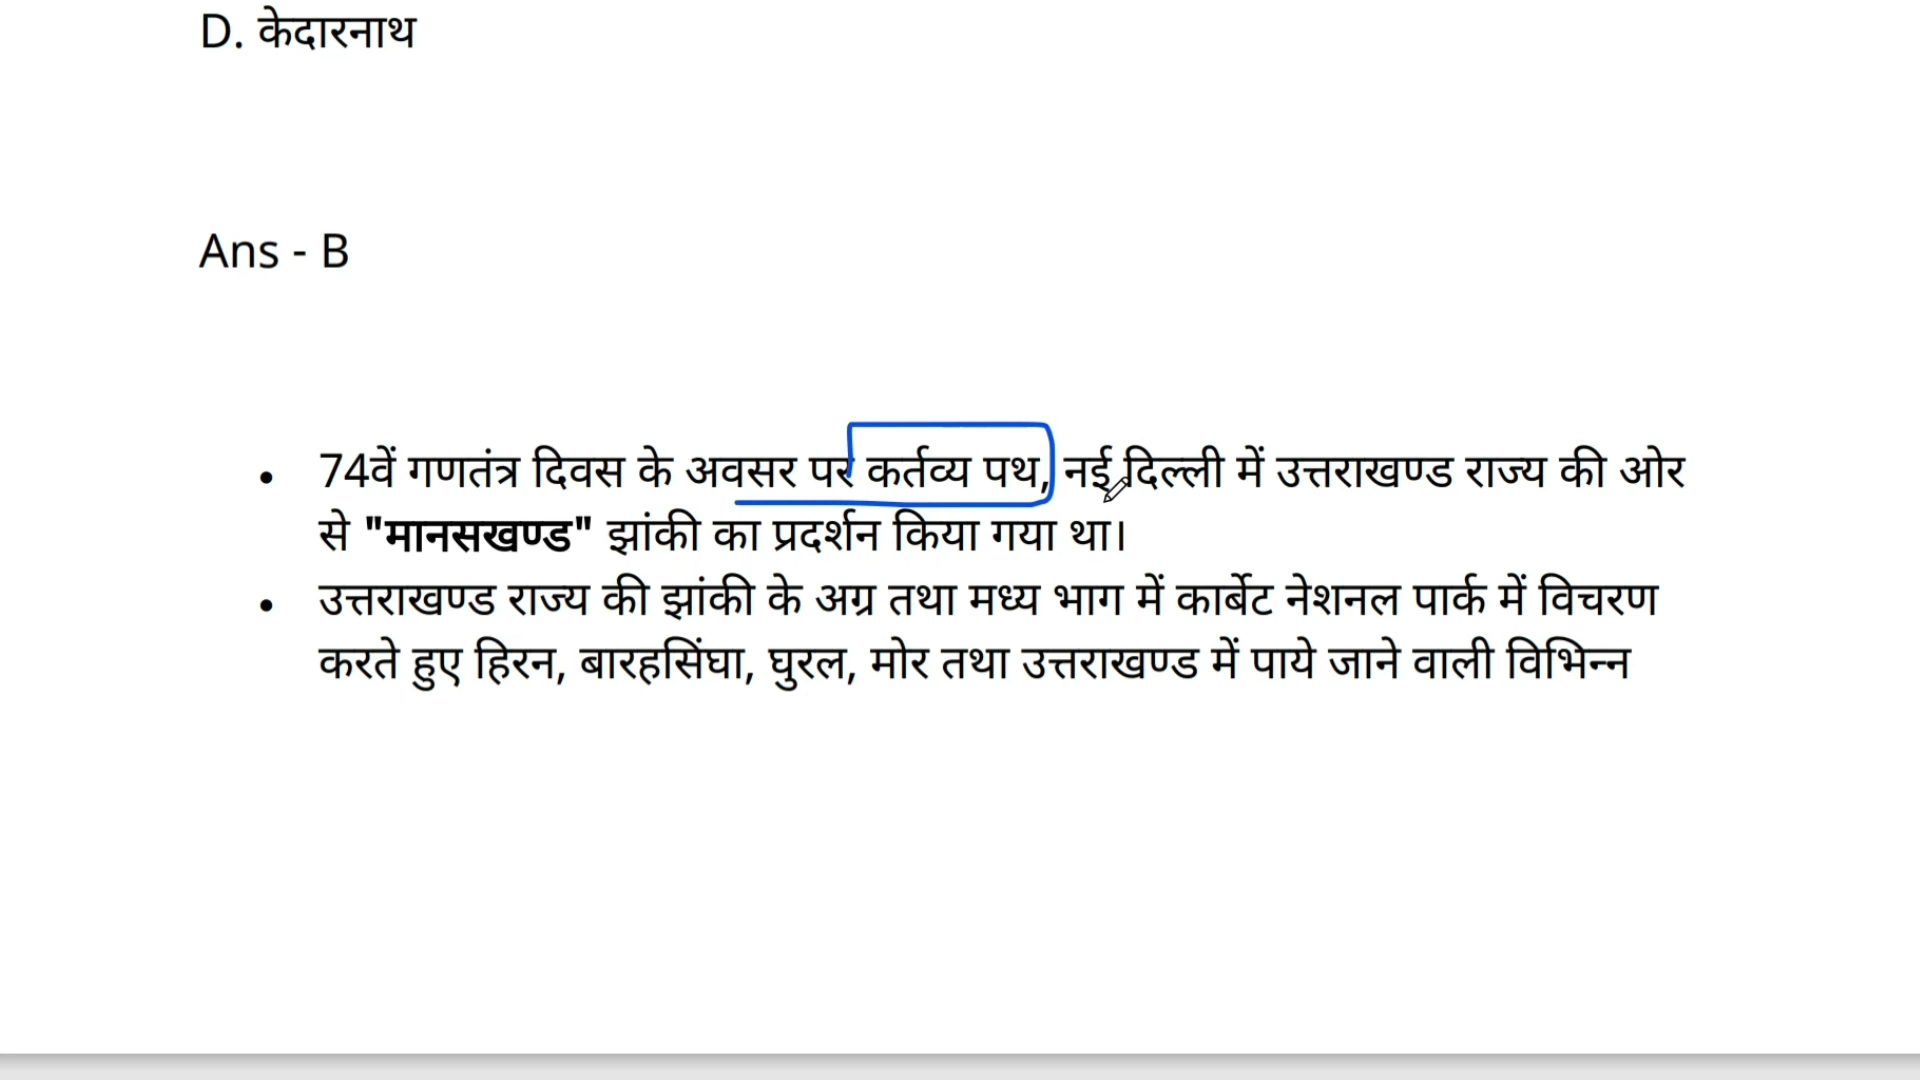 D. केदारनाथ
Ans - B
• 74वें गणतंत्र दिवस के अवसर पर कर्तव्य पथ, नई दिल्ली में उत्तराखण्ड राज्य की ओर
से "मानसखण्ड" झांकी का प्रदर्शन किया गया था।
• उत्तराखण्ड राज्य की झांकी के अग्र तथा मध्य भाग में कार्बेट नेशनल पार्क में विचरण
करते हुए हिरन, बारहसिंघा, घुरल, मोर तथा उत्तराखण्ड में पाये जाने वाली विभिन्न